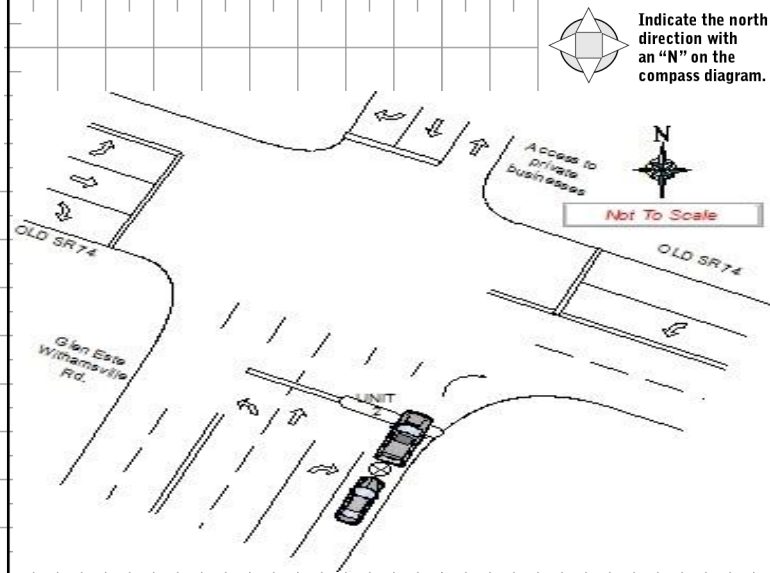 Indicate the north
direction with
an “N” on the
compass diagram.
N
Not To Scale
Access to
private
businesses
OLD SR74
OLD SR74
Glen Este
Withamsville
Rd.
UNIT
2